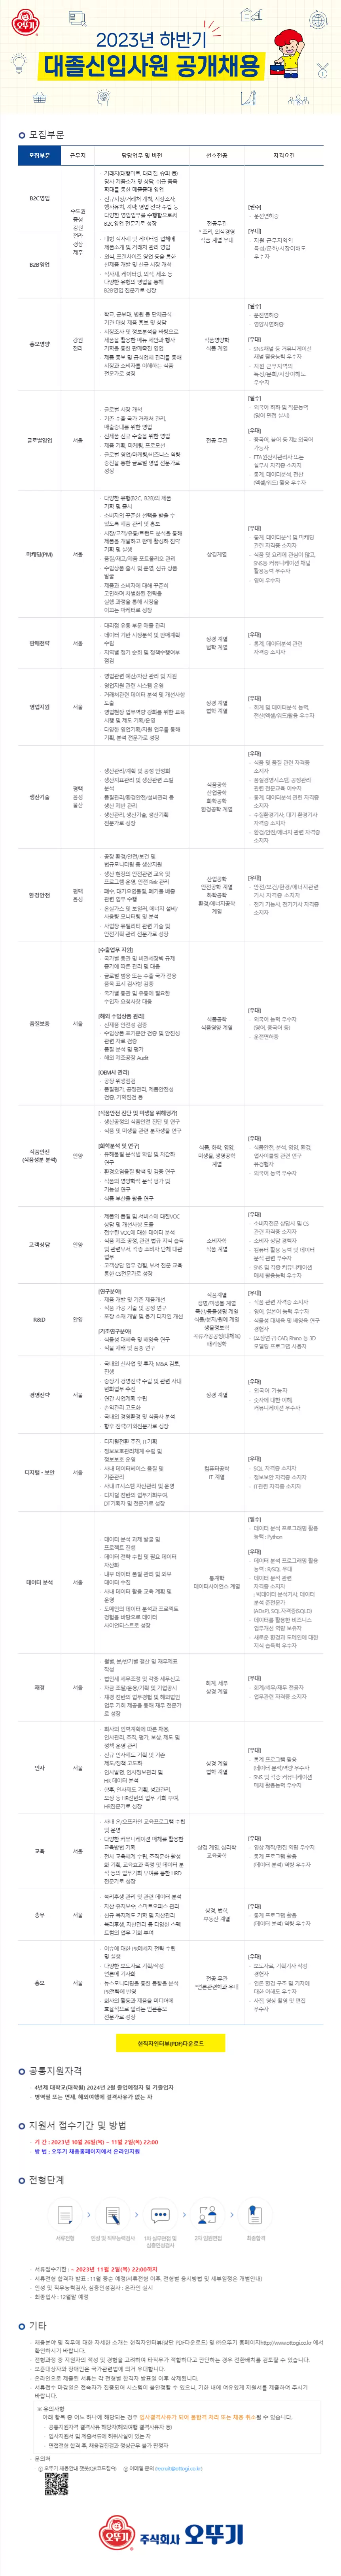 오뚜기
2023년 하반기
대졸신입사원 공개채용
모집부문
모집부문 근무지 담당업무 및 비전 선호전공 자격요건
B2C영업
B2B영업
수도권
충청
강원
전라
경상
제주
· 거래처(대형마트, 대리점, 슈퍼 등)
당사 제품소개 및 상담, 취급 품목
확대를 통한 매출증대 영업
· 신규시장/거래처 개척, 시장조사,
행사유치, 계약, 영업 전략 수립 등
다양한 영업업무를 수행함으로써
B2C영업 전문가로 성장
· 대형 식자재 및 케이터링 업체에
제품소개 및 거래처 관리 영업
· 외식, 프랜차이즈 영업 등을 통한
신제품 개발 및 신규 시장 개척
· 식자재, 케이터링, 외식, 제조 등
다양한 유형의 영업을 통해
B2B영업 전문가로 성장
전공무관
* 조리, 외식경영
식품 계열 우대
[필수]
· 운전면허증
[우대]
· 지원 근무지역의
특성/문화/시장이해도
우수자
홍보영양
강원
전라
· 학교, 군부대, 병원 등 단체급식
기관 대상 제품 홍보 및 상담
· 시장조사 및 정보분석을 바탕으로
제품을 활용한 메뉴 제안과 행사
기획을 통한 판매촉진 영업
· 제품 홍보 및 급식업체 관리를 통해
시장과 소비자를 이해하는 식품
전문가로 성장
식품영양학
식품 계열
[필수]
· 운전면허증
· 영양사면허증
[우대]
· SNS채널 등 커뮤니케이션
채널 활용능력 우수자
· 지원 근무지역의
특성/문화/시장이해도
우수자
글로벌영업
서울
· 글로벌 시장 개척
· 기존 수출 국가 거래처 관리,
매출증대를 위한 영업
· 신제품 신규 수출을 위한 영업
· 제품 기획, 마케팅, 프로모션
· 글로벌 영업/마케팅/비즈니스 역량
증진을 통한 글로벌 영업 전문가로
성장
전공 무관
[필수]
· 외국어 회화 및 작문능력
(영어 면접 실시)
[우대]
· 중국어, 불어 등 제2 외국어
가능자
· FTA원산지관리사 또는
실무사 자격증 소지자
· 통계, 데이터분석, 전산
(엑셀/워드) 활용 우수자
마케팅(PM)
서울
· 다양한 유형(B2C, B2B)의 제품
기획 및 출시
· 소비자의 꾸준한 선택을 받을 수
있도록 제품 관리 및 홍보
· 시장/고객/유통/트렌드 분석을 통해
제품을 개발하고 판매 활성화 전략
기획 및 실행
· 품질/재고/제품 포트폴리오 관리
· 수입상품 출시 및 운영, 신규 상품
발굴
· 제품과 소비자에 대해 꾸준히
고민하며 차별화된 전략을
실행 과정을 통해 시장을
이끄는 마케터로 성장
상경계열
[우대]
· 통계, 데이터분석 및 마케팅
관련 자격증 소지자
· 식품 및 요리에 관심이 많고,
SNS등 커뮤니케이션 채널
활용능력 우수자
· 영어 우수자
판매전략
서울
· 대리점 유통 부문 매출 관리
· 데이터 기반 시장분석 및 판매계획
수립
· 지역별 정기 순회 및 정책수행여부
점검
상경 계열
법학 계열
[우대]
· 통계, 데이터분석 관련
자격증 소지자
영업지원
서울
· 영업관련 예산/자산 관리 및 지원
· 영업지원 관련 시스템 운영
· 거래처관련 데이터 분석 및 개선사항
도출
· 영업현장 업무역량 강화를 위한 교육
시행 및 제도 기획/운영
· 다양한 영업기획/지원 업무를 통해
기획, 분석 전문가로 성장
상경 계열
법학 계열
[우대]
· 회계 및 데이터분석 능력,
전산(엑셀/워드)활용 우수자
생산기술
평택
음성
울산
· 생산관리/계획 및 공정 안정화
· 생산지표관리 및 생산관련 스킬
분석
· 품질관리/환경안전/설비관리 등
생산 제반 관리
· 생산관리, 생산기술, 생산기획
전문가로 성장
식품공학
산업공학
화학공학
환경공학 계열
[우대]
· 식품 및 품질 관련 자격증
소지자
· 품질경영시스템, 공정관리
관련 전문교육 이수자
· 통계, 데이터분석 관련 자격증
소지자
· 수질환경기사, 대기 환경기사
자격증 소지자
· 환경/안전/에너지 관련 자격증
소지자
환경안전
평택
음성
· 공장 환경/안전/보건 및
법규모니터링 등 생산지원
· 생산 현장의 안전관련 교육 및
프로그램 운영, 안전 Risk 관리
· 폐수, 대기오염물질, 폐기물 배출
관련 업무 수행
· 온실가스 및 보일러, 에너지 설비/
사용량 모니터링 및 분석
· 사업장 유틸리티 관련 기술 및
안전기획 관리 전문가로 성장
산업공학
안전공학 계열
화학공학
환경/에너지공학
계열
[우대]
· 안전/보건/환경/에너지관련
기사 자격증 소지자
· 전기 기능사, 전기기사 자격증
소지자
품질보증
서울
[수출업무 지원]
· 국가별 통관 및 비관세장벽 규제
증가에 따른 관리 및 대응
· 글로벌 범용 또는 수출 국가 전용
품목 표시 검사항 검증
· 국가별 통관 및 유통에 필요한
수입자 요청사항 대응
[해외 수입상품 관리]
· 신제품 안전성 검증
· 수입상품 표기문안 검증 및 안전성
관련 자료 검증
· 품질 분석 및 평가
· 해외 제조공장 Audit
[OEM사 관리]
· 공장 위생점검
· 품질평가, 공정관리, 제품안전성
검증, 기획점검 등
식품공학
식품영양 계열
[우대]
· 외국어 능력 우수자
(영어, 중국어 등)
· 운전면허증
식품안전
(식품성분 분석)
안양
[식품안전 진단 및 미생물 위해평가]
· 생산공정의 식품안전 진단 및 연구
· 식품 및 미생물 관련 분자생물 연구
[화학분석 및 연구]
· 유해물질 분석법 확립 및 저감화
연구
· 환경오염물질 탐색 및 검증 연구
· 식품의 영양학적 분석 평가 및
기능성 연구
· 식품 부산물 활용 연구
식품, 화학, 영양,
미생물, 생명공학
계열
[우대]
· 식품안전, 분석, 영양, 환경,
업사이클링 관련 연구
유경험자
· 외국어 능력 우수자
고객상담
안양
· 제품의 품질 및 서비스에 대한VOC
상담 및 개선사항 도출
· 접수된 VOC에 대한 데이터 분석
· 식품 제조 공정, 관련 법규 지식 습득
및 관련부서, 각종 소비자 단체 대관
업무
· 고객상담 업무 경험, 부서 전문 교육
통한 CS전문가로 성장
소비자학
식품 계열
[우대]
· 소비자전문 상담사 및 CS
관련 자격증 소지자
· 소비자 상담 경력자
· 컴퓨터 활용 능력 및 데이터
분석 관련 우수자
· SNS 및 각종 커뮤니케이션
매체 활용능력 우수자
R&D
안양
[연구분야]
· 제품 개발 및 기존 제품개선
· 식품 가공 기술 및 공정 연구
· 포장 소재 개발 및 용기 디자인 개선
[기초연구분야]
· 식물성 대체육 및 배양육 연구
· 식물 재배 및 품종 연구
식품계열
생명/미생물 계열
축산/동물생명 계열
식물/분자/원예 계열
생물정보학
곡류가공공정(대체육)
패키징학
[우대]
· 식품 관련 자격증 소지자
· 영어, 일본어 능력 우수자
· 식물성 대체육 및 배양육 연구
경험자
· (포장연구) CAD, Rhino 등 3D
모델링 프로그램 사용자
경영전략
서울
· 국내외 신사업 및 투자, M&A 검토,
진행
· 중장기 경영전략 수립 및 관련 사내
변화업무 추진
· 연간 사업계획 수립
· 손익관리 고도화
· 국내외 경영환경 및 식품사 분석
· 향후 전략/기획전문가로 성장
상경 계열
[우대]
· 외국어 가능자
· 숫자에 대한 이해,
커뮤니케이션 우수자
디지털·보안
서울
· 디지털전환 추진, IT기획
· 정보보호관리체계 수립 및
정보보호 운영
· 사내 데이터베이스 품질 및
기준관리
· 사내 IT시스템 자산관리 및 운영
· 디지털 전반의 업무기회부여,
DT기획자 및 전문가로 성장
컴퓨터공학
IT 계열
[우대]
· SQL 자격증 소지자
· 정보보안 자격증 소지자
· IT관련 자격증 소지자
데이터 분석
서울
· 데이터 분석 과제 발굴 및
프로젝트 진행
· 데이터 전략 수립 및 필요 데이터
자산화
· 내부 데이터 품질 관리 및 외부
데이터 수집
· 사내 데이터 활용 교육 계획 및
운영
· 도메인의 데이터 분석과 프로젝트
경험을 바탕으로 데이터
사이언티스트로 성장
통계학
데이터사이언스 계열
[필수]
· 데이터 분석 프로그래밍 활용
능력 : Python
[우대]
· 데이터 분석 프로그래밍 활용
능력 : R/SQL 우대
· 데이터 분석 관련
자격증 소지자
: 빅데이터 분석기사, 데이터
분석 준전문가
(ADsP), SQL자격증(SQLD)
· 데이터를 활용한 비즈니스
업무개선 역량 보유자
· 새로운 환경과 도메인에 대한
지식 습득력 우수자
재경
서울
· 월별, 분/반기별 결산 및 재무제표
작성
· 법인세 세무조정 및 각종 세무신고
· 자금 조달/운용/기획 및 기업공시
· 재경 전반의 업무경험 및 해외법인
업무 기회 제공을 통해 재무 전문가
로 성장
회계, 세무
상경 계열
[우대]
· 회계/세무/재무 전공자
· 업무관련 자격증 소지자
인사
서울
· 회사의 인력계획에 따른 채용,
인사관리, 조직, 평가, 보상, 제도 및
정책 운영 관리
· 신규 인사제도 기획 및 기존
제도/정책 고도화
· 인사발령, 인사정보관리 및
HR 데이터 분석
· 향후, 인사제도 기획, 성과관리,
보상 등 HR전반의 업무 기회 부여,
HR전문가로 성장
상경 계열
법학 계열
[우대]
· 통계 프로그램 활용
(데이터 분석)역량 우수자
· SNS 및 각종 커뮤니케이션
매체 활용능력 우수자
교육
서울
· 사내 온/오프라인 교육프로그램 수립
및 운영
· 다양한 커뮤니케이션 매체를 활용한
교육방법 기획
· 전사 교육체계 수립, 조직문화 활성
화 기획, 교육효과 측정 및 데이터 분
석 등의 업무기회 부여를 통한 HRD
전문가로 성장
상경 계열, 심리학
교육공학
[우대]
· 영상 제작/편집 역량 우수자
· 통계 프로그램 활용
(데이터 분석) 역량 우수자
총무
서울
· 복리후생 관리 및 관련 데이터 분석
· 자산 유지보수, 스마트오피스 관리
· 신규 복지제도 기획 및 자산관리
· 복리후생, 자산관리 등 다양한 스펙
트럼의 업무 기회 부여
상경, 법학,
부동산 계열
[우대]
· 통계 프로그램 활용
(데이터 분석) 역량 우수자
홍보
서울
· 이슈에 대한 PR메세지 전략 수립
및 실행
· 다양한 보도자료 기획/작성
언론에 기사화
· 뉴스모니터링을 통한 동향을 분석
PR전략에 반영
· 회사의 활동과 제품을 미디어에
효율적으로 알리는 언론홍보
전문가로 성장
전공 무관
*언론관련학과 우대
[우대]
· 보도자료, 기획기사 작성
경험자
· 언론 환경 구조 및 기자에
대한 이해도 우수자
· 사진, 영상 촬영 및 편집
우수자
현직자인터뷰(PDF)다운로드
공통지원자격
· 4년제 대학교(대학원) 2024년 2월 졸업예정자 및 기졸업자
· 병역필 또는 면제, 해외여행에 결격사유가 없는 자
지원서 접수기간 및 방법
· 기 간 : 2023년 10월 26일(목) ~ 11월 2일(목) 22:00
· 방 법 : 오뚜기 채용홈페이지에서 온라인지원
전형단계
서류전형
인성 및 직무능력검사
1차 실무면접 및
심층인성검사
2차 임원면접
최종합격
· 서류접수기한 : ~ 2023년 11월 2일(목) 22:00까지
· 서류전형 합격자 발표 : 11월 중순 예정(서류전형 이후, 전형별 응시방법 및 세부일정은 개별안내)
· 인성 및 직무능력검사, 심층인성검사 : 온라인 실시
· 최종입사 : 12월말 예정
기타
· 채용분야 및 직무에 대한 자세한 소개는 현직자인터뷰(상단 PDF다운로드) 및 ㈜오뚜기 홈페이지(http://www.ottogi.co.kr) 에서
확인하시기 바랍니다.
· 전형과정 중 지원자의 적성 및 경험을 고려하여 타직무가 적합하다고 판단하는 경우 전환배치를 검토할 수 있습니다.
· 보훈대상자와 장애인은 국가관련법에 의거 우대합니다.
· 온라인으로 제출된 서류는 각 전형별 합격자 발표일 이후 삭제됩니다.
· 서류접수 마감일은 접속자가 집중되어 시스템이 불안정할 수 있으니, 기한 내에 여유있게 지원서를 제출하여 주시기
바랍니다.
※ 유의사항
아래 항목 중 어느 하나에 해당되는 경우 입사결격사유가 되며 불합격 처리 또는 채용 취소될 수 있습니다.
· 운통지원자격 결격사유 해당자(해외여행 결격사유자 등)
· 입사지원서 및 제출서류에 허위사실이 있는 자
· 면접전형 합격 후, 채용검진결과 정상근무 불가 판정자
· 문의처
① 오뚜기 채용안내 챗봇(QR코드접속) ② 이메일 문의 (recruit@ottogi.co.kr)
오뚜기 주식회사 오뚜기